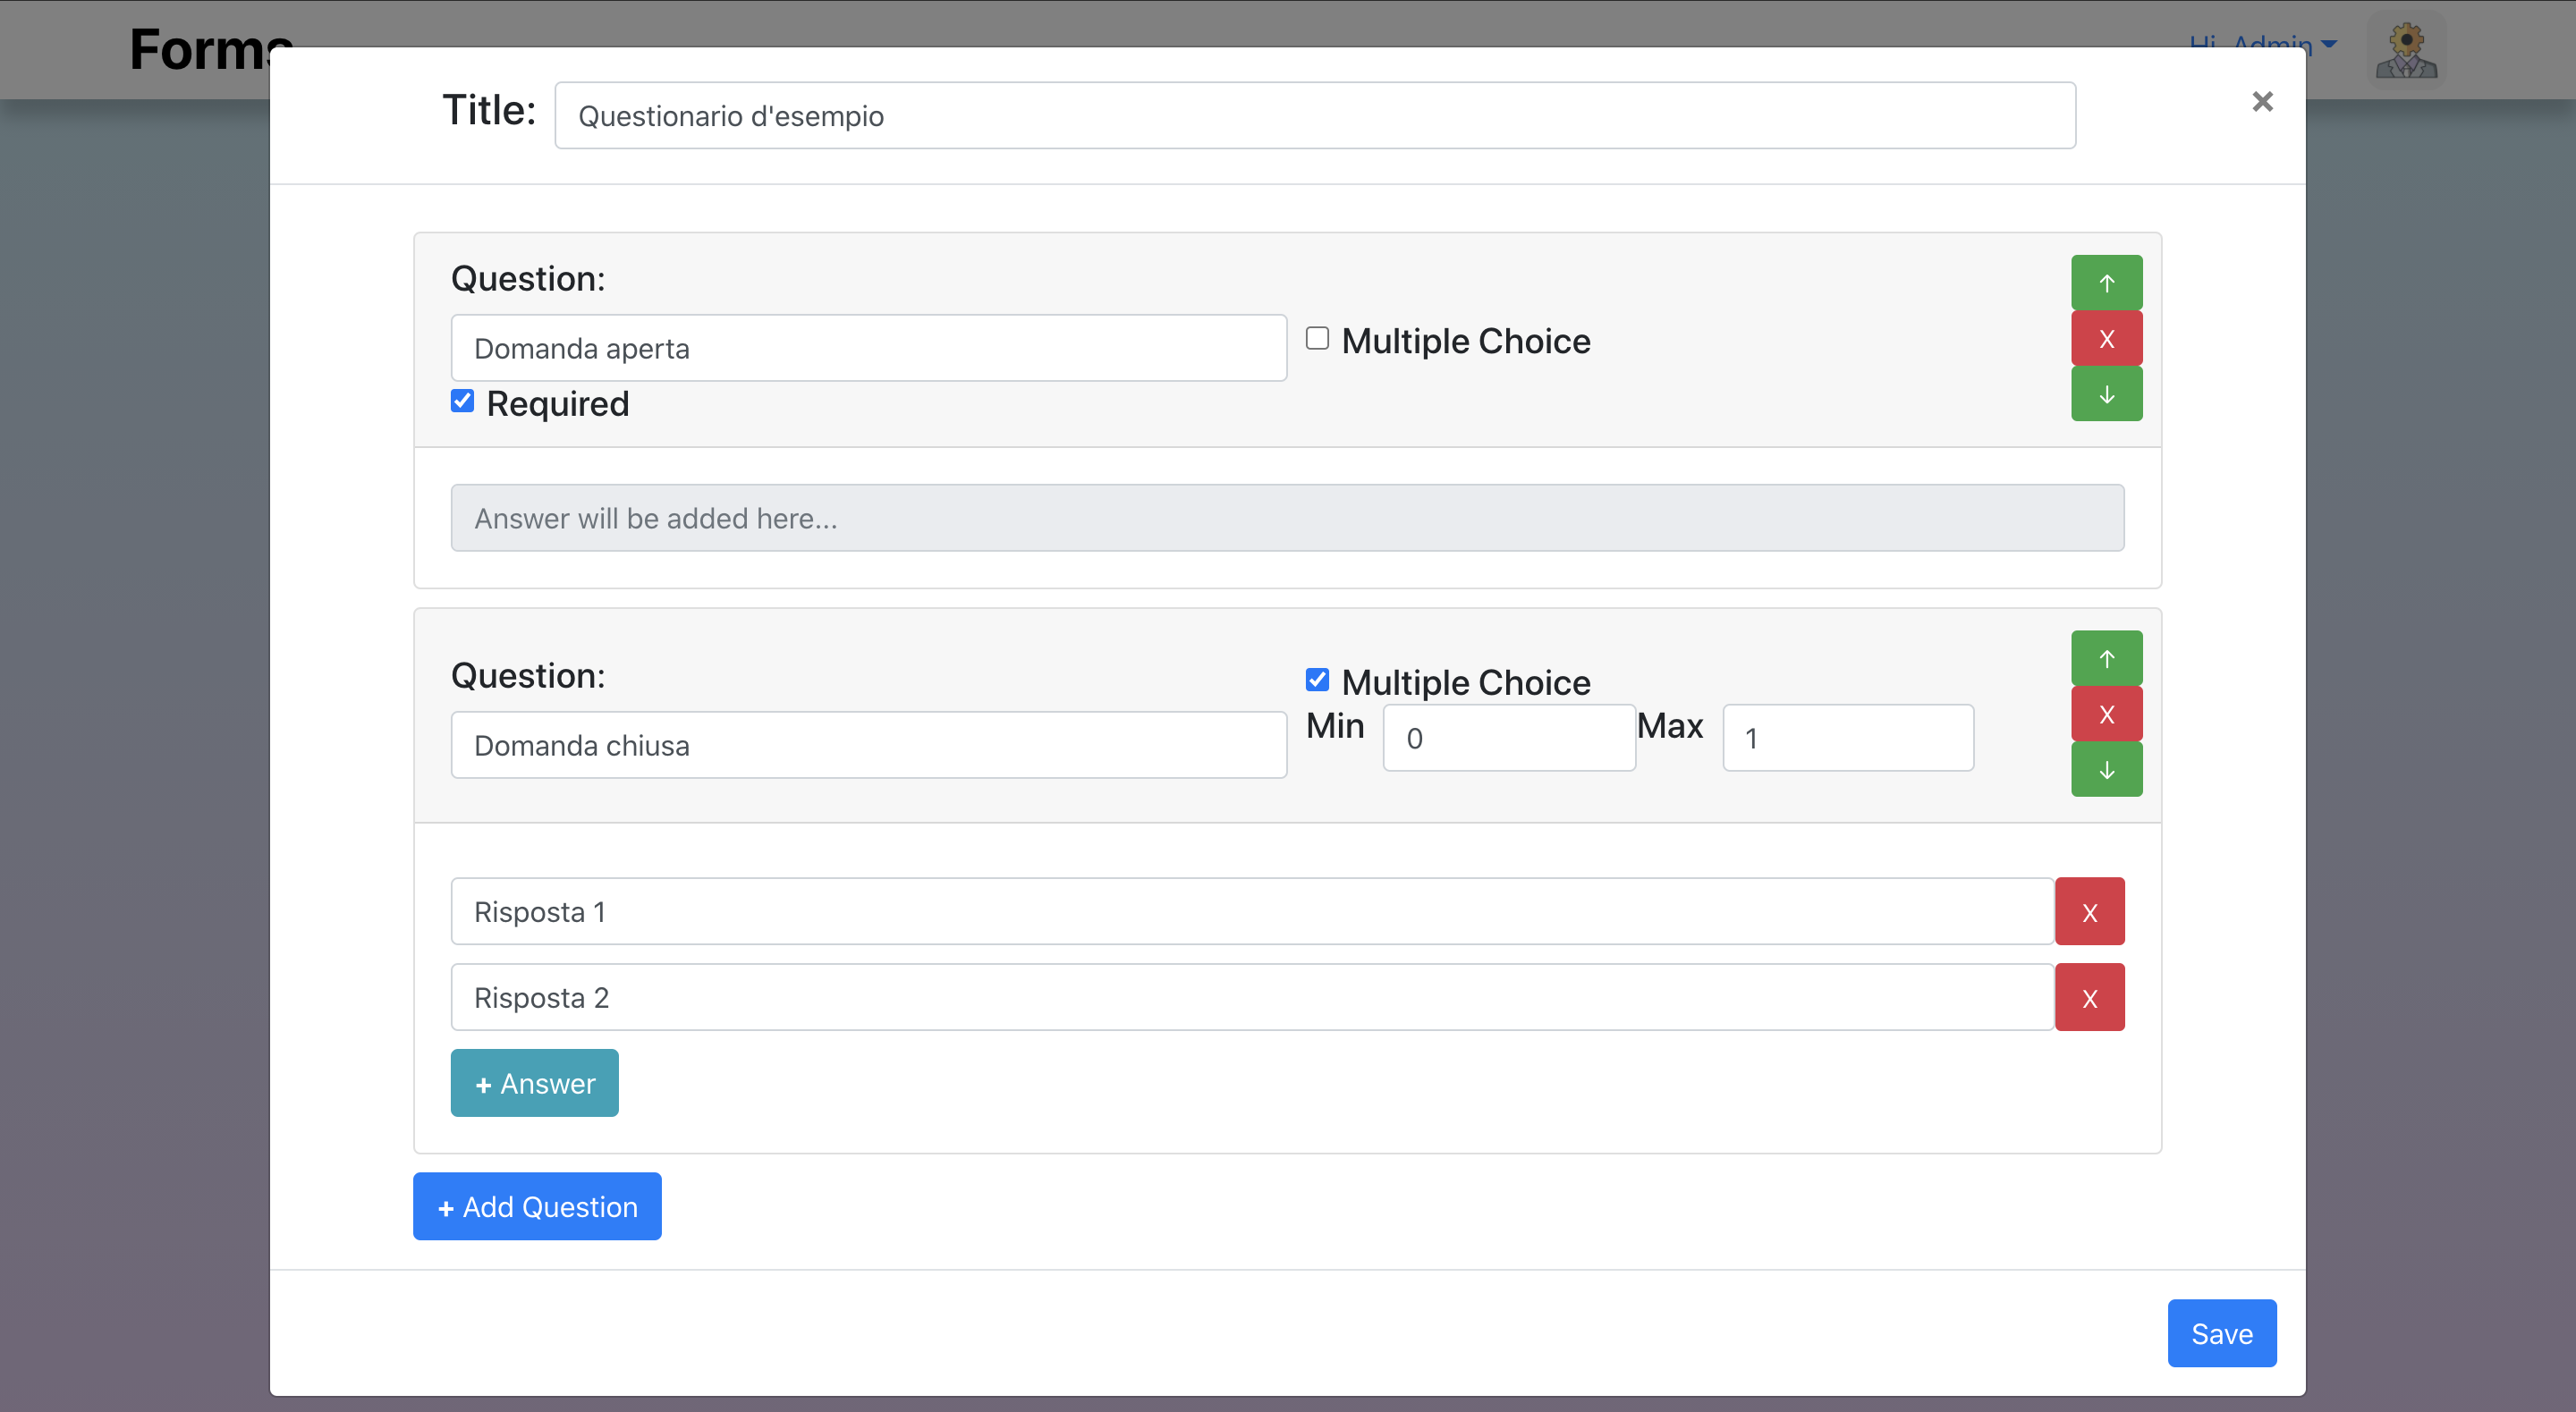 Forms
Hi, Admin
Title: Questionario d'esempio
×
Question:
Domanda aperta
Multiple Choice
Required
↑
X
↓
Answer will be added here...
Question:
Domanda chiusa
Multiple Choice
Min 0 Max 1
↑
X
↓
Risposta 1 X
Risposta 2 X
+ Answer
+ Add Question
Save